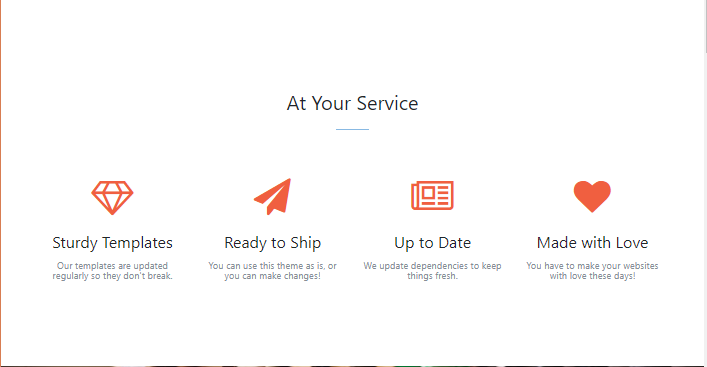 At Your Service
Sturdy Templates
Our templates are updated
regularly so they don't break.
Ready to Ship
You can use this theme as is, or
you can make changes!
Up to Date
We update dependencies to keep
things fresh.
Made with Love
You have to make your websites
with love these days!